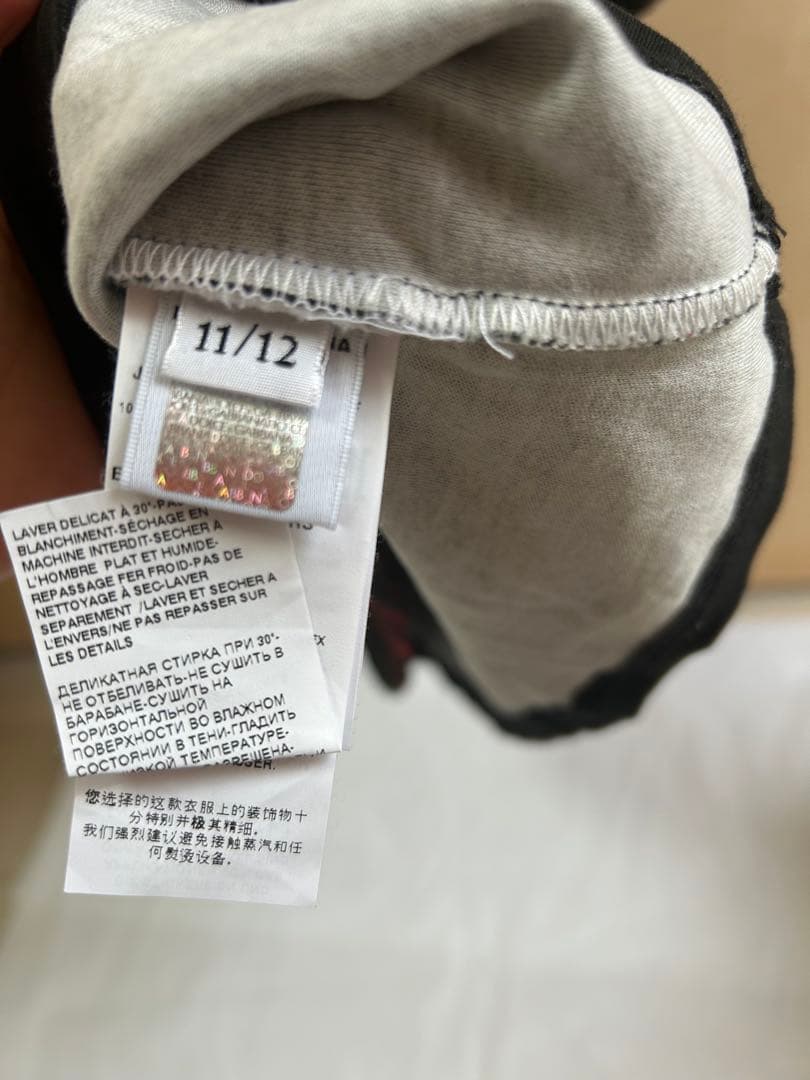 11/12
DOLCE&GABBANA
LAVER DELICAT À 30°-PAS
BLANCHIMENT-SÉCHAGE EN
MACHINE INTERDIT-SECHER A
L'HOMBRE PLAT ET HUMIDE-
REPASSAGE FER FROID-PAS DE
NETTOYAGE À SEC-LAVER
SEPAREMENT /LAVER ET SECHER A
L'ENVERS/NE PAS REPASSER SUR
LES DETAILS
ДЕЛИКАТНАЯ СТИРКА ПРИ 30°-
НЕ ОТБЕЛИВАТЬ-НЕ СУШИТЬ В
БАРАБАНЕ-СУШИТЬ НА
ГОРИЗОНТАЛЬНОЙ
ПОВЕРХНОСТИ ВО ВЛАЖНОМ
СОСТОЯНИИ В ТЕНИ-ГЛАДИТЬ
ТЕМПЕРАТУРЕ-
您选择的这款衣服上的装饰物十
分特别并极其精细。
我们强烈建议避免接触蒸汽和任
何熨烫设备。